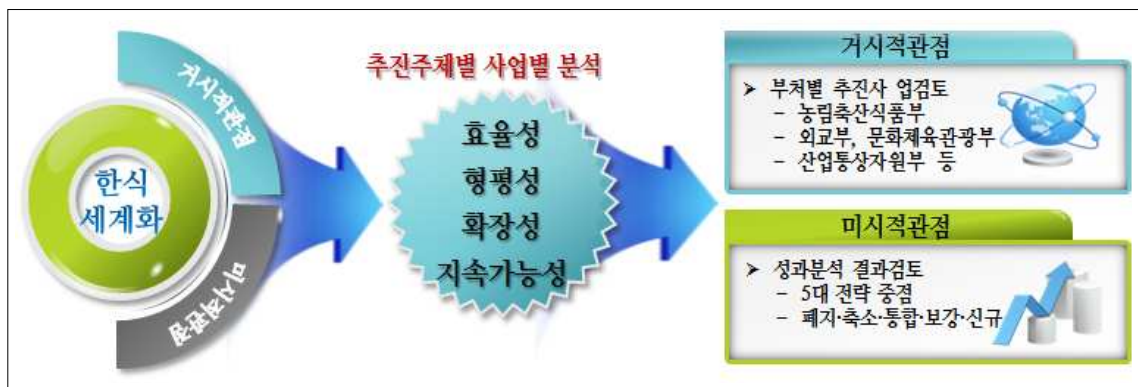 한식
세계화
거시적관점
미시적관점
추진주체별 사업별 분석
효율성
형평성
확장성
지속가능성
거시적관점
➢ 부처별 추진사 업검토
- 농림축산식품부
- 외교부, 문화체육관광부
- 산업통상자원부 등
미시적관점
➢ 성과분석 결과검토
- 5대 전략 중점
- 폐지·축소·통합·보강·신규